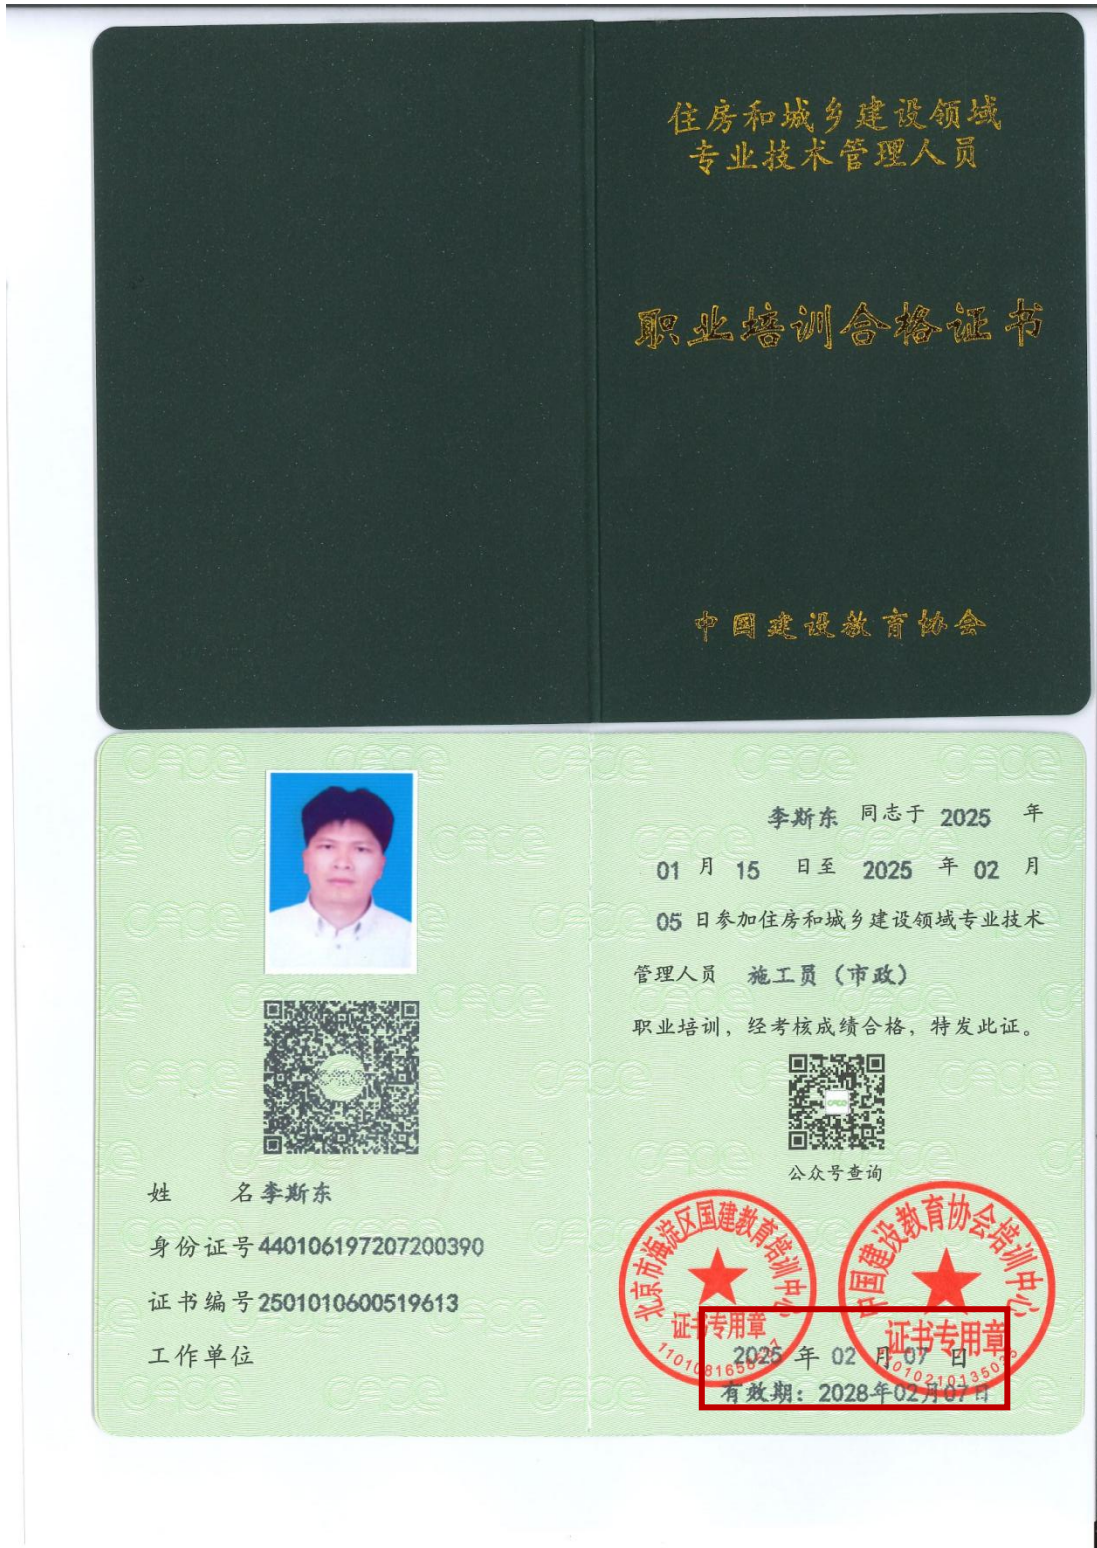 住房和城乡建设领域
专业技术管理人员
职业培训合格证书
中国建设教育协会
李斯东 同志于 2025 年
01 月 15 日至 2025 年 02 月
05 日参加住房和城乡建设领域专业技术
管理人员 施工员（市政）
职业培训，经考核成绩合格，特发此证。
公众号查询
姓 名 李斯东
身份证号 440106197207200390
证书编号 2501010600519613
工作单位
北京市海淀区国建教育培训中心
证书专用章
中国建设教育协会培训中心
证书专用章
2025 年 02 月 07 日
有效期：2028年02月07日